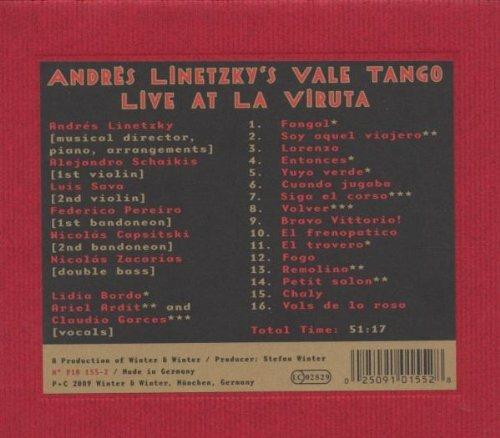 ANDRÉS LINETZKY'S VALE TANGO
LIVE AT LA VIRUTA
Andrés Linetzky
[musical director,
piano, arrangements]
Alejandro Schaikis
[1st violin]
Luis Sava
[2nd violin]
Federico Pereiro
[1st bandoneon]
Nicolás Capsitski
[2nd bandoneon]
Nicolás Zacarías
[double bass]
Lidia Borda*
Ariel Ardit** and
Claudio Garces***
[vocals]
1. Fangal*
2. Soy aquel viajero**
3. Lorenzo
4. Entonces*
5. Yuyo verde*
6. Cuando jugaba
7. Siga el corso***
8. Volver***
9. Bravo Vittorio!
10. El frenopatico
11. El trovero*
12. Fogo
13. Remolino**
14. Petit salon**
15. Chaly
16. Vals de la rosa
Total Time: 51:17
A Production of Winter & Winter / Producer: Stefan Winter
N° 910 155-2 / Made in Germany
P+C 2009 Winter & Winter, München, Germany
LC 02829
0 25091 01552 8